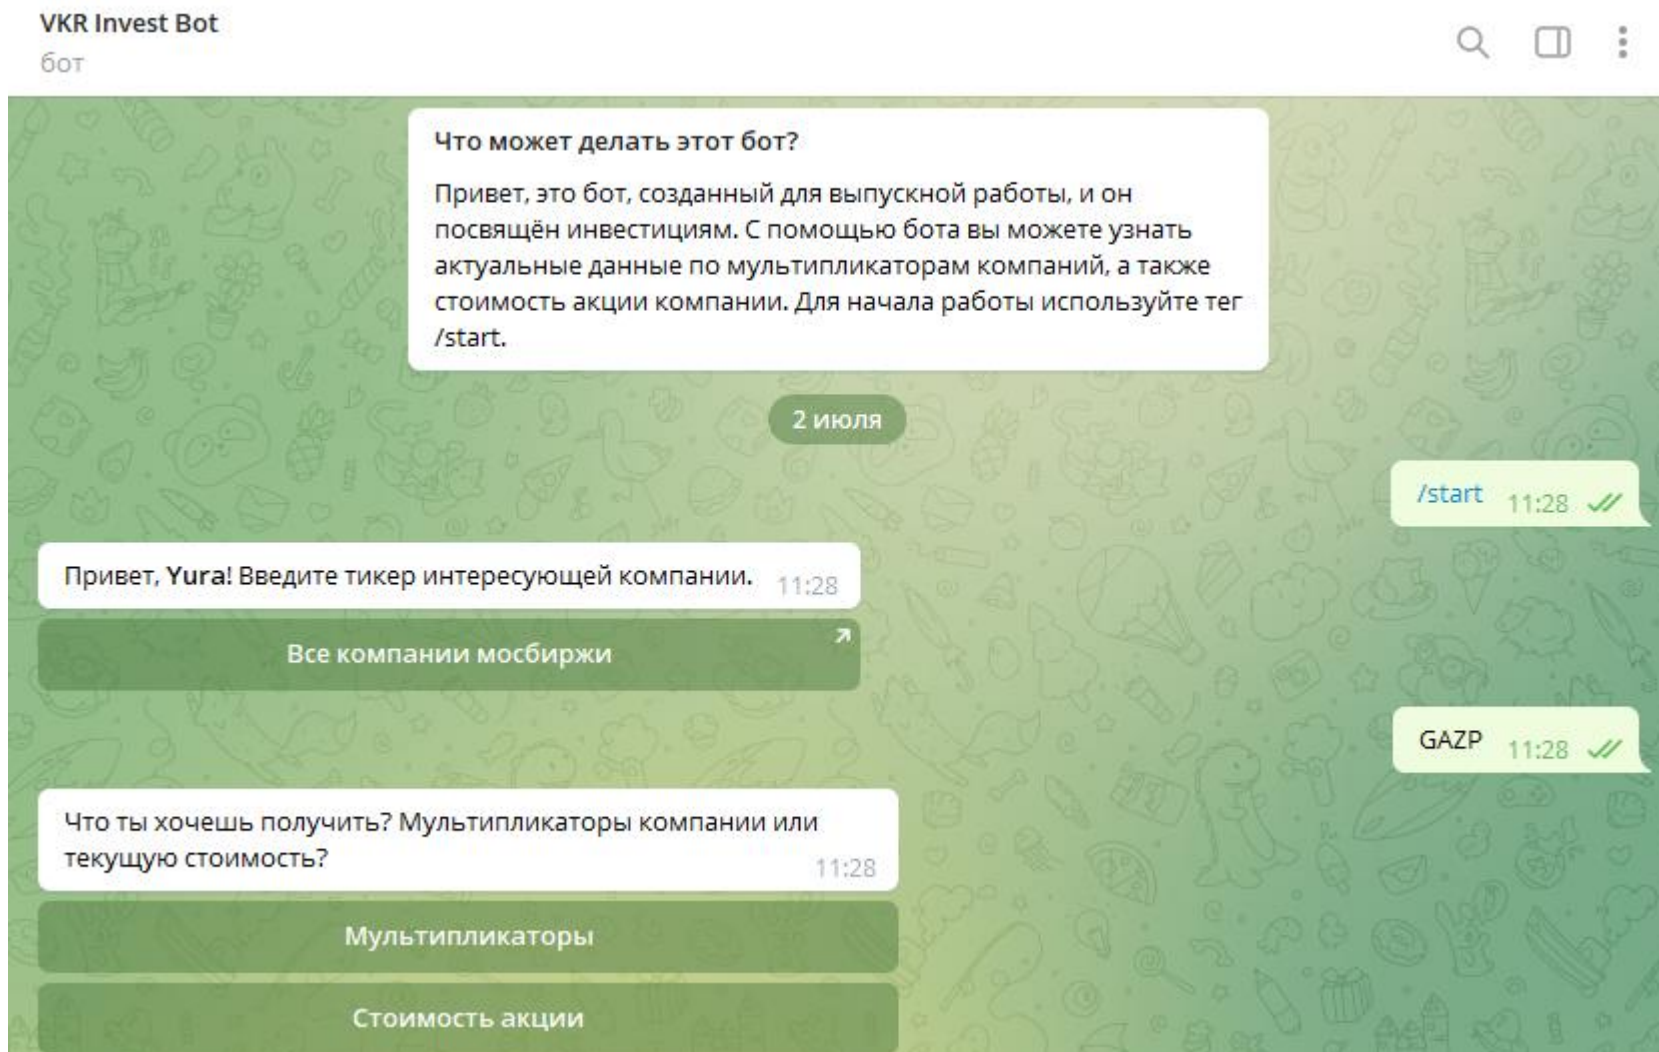 VKR Invest Bot
бот
Что может делать этот бот?
Привет, это бот, созданный для выпускной работы, и он
посвящён инвестициям. С помощью бота вы можете узнать
актуальные данные по мультипликаторам компаний, а также
стоимость акции компании. Для начала работы используйте тег
/start.
2 июля
/start 11:28
Привет, Yura! Введите тикер интересующей компании. 11:28
Все компании мосбиржи
GAZP 11:28
Что ты хочешь получить? Мультипликаторы компании или
текущую стоимость? 11:28
Мультипликаторы
Стоимость акции